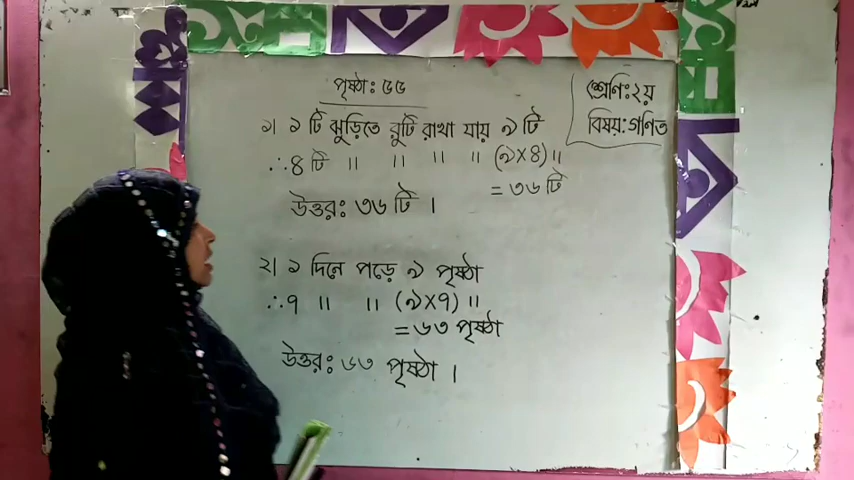 পৃষ্ঠা: ৫৫
শ্রেণি: ২য়
বিষয়: গণিত
১। ১ টি ঝুড়িতে রুটি রাখা যায় ৯ টি
∴ ৪ টি " " " " (৯×৪) "
= ৩৬ টি
উত্তর: ৩৬ টি ।
২। ১ দিনে পড়ে ৯ পৃষ্ঠা
∴ ৭ " " (৯×৭) "
= ৬৩ পৃষ্ঠা
উত্তর: ৬৩ পৃষ্ঠা ।